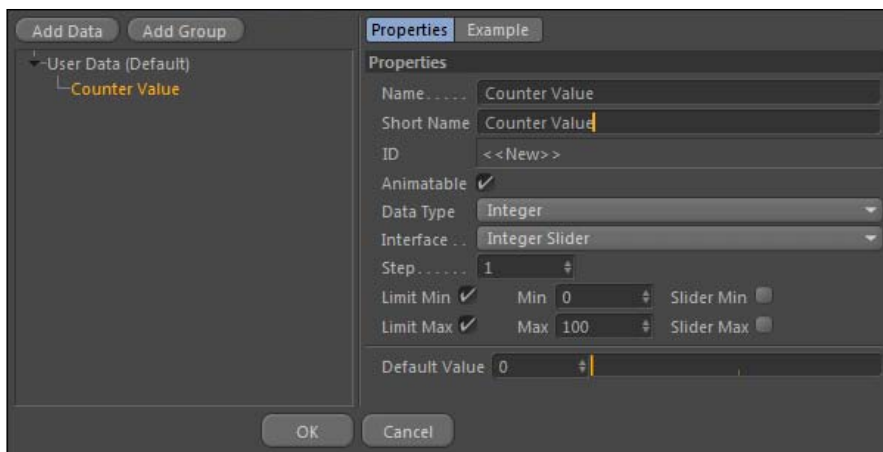 Add Data Add Group
User Data (Default)
Counter Value
Properties Example
Properties
Name..... Counter Value
Short Name Counter Value
ID <<New>>
Animatable
Data Type Integer
Interface .. Integer Slider
Step...... 1
Limit Min Min 0 Slider Min
Limit Max Max 100 Slider Max
Default Value 0
OK Cancel